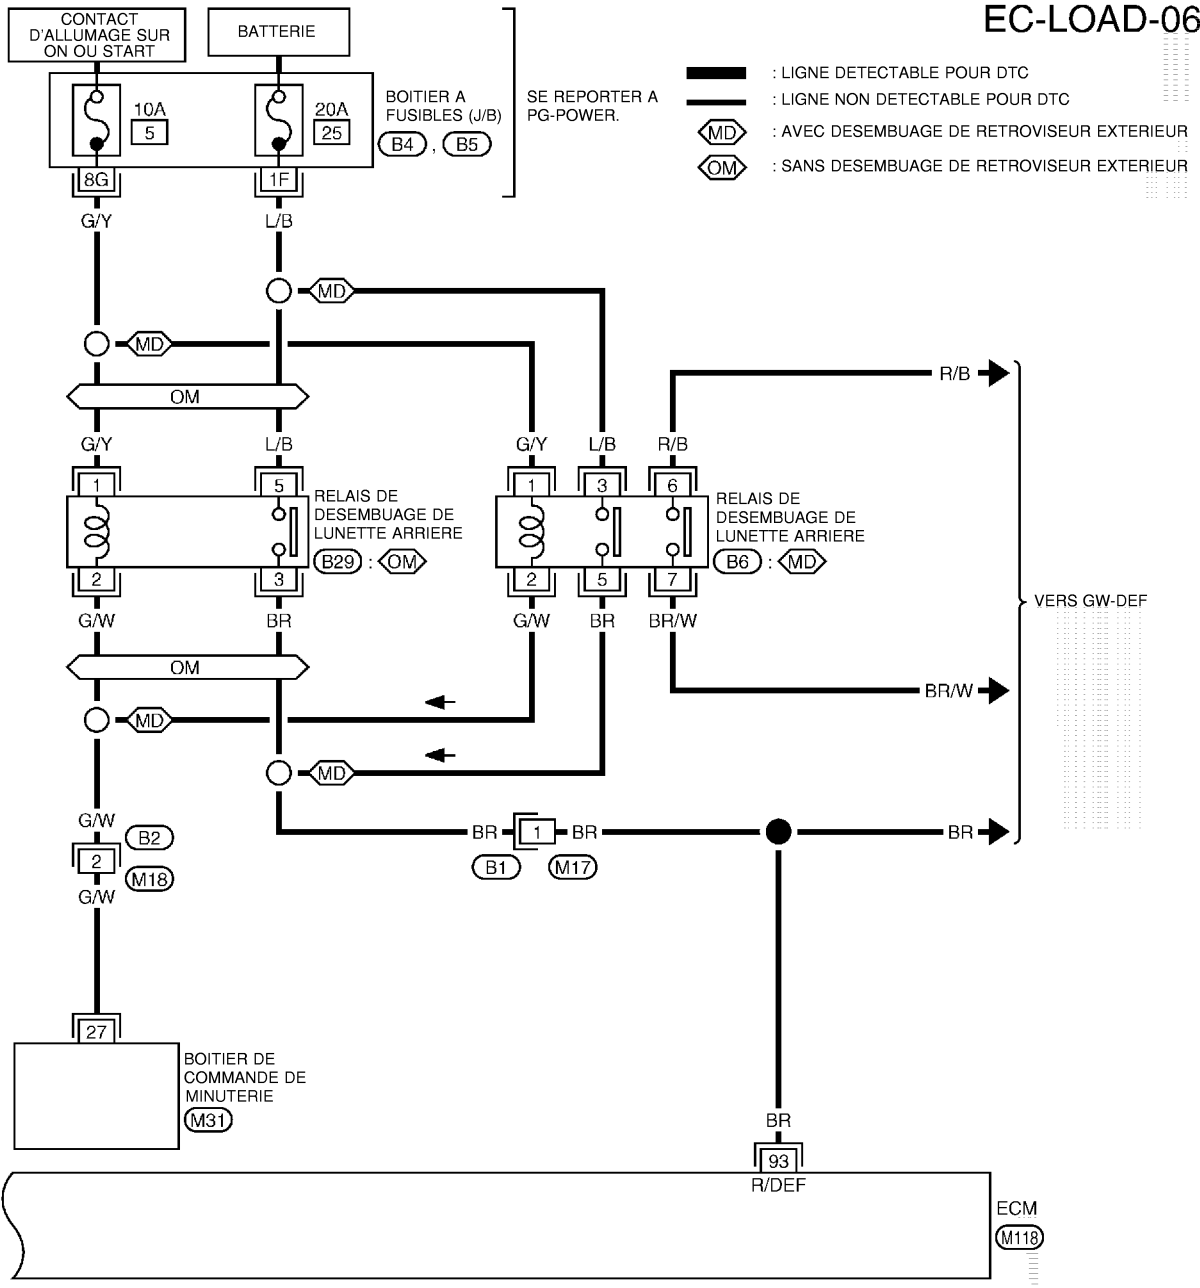 EC-LOAD-06
CONTACT
D'ALLUMAGE SUR
ON OU START
BATTERIE
10A
5
20A
25
BOITIER A
FUSIBLES (J/B)
B4 , B5
SE REPORTER A
PG-POWER.
: LIGNE DETECTABLE POUR DTC
: LIGNE NON DETECTABLE POUR DTC
MD : AVEC DESEMBUAGE DE RETROVISEUR EXTERIEUR
OM : SANS DESEMBUAGE DE RETROVISEUR EXTERIEUR
8G
1F
G/Y
L/B
MD
MD
OM
R/B
G/Y
L/B
G/Y
L/B
R/B
1
5
1
3
6
RELAIS DE
DESEMBUAGE DE
LUNETTE ARRIERE
B29 : OM
RELAIS DE
DESEMBUAGE DE
LUNETTE ARRIERE
B6 : MD
2
3
2
5
7
G/W
BR
G/W
BR
BR/W
VERS GW-DEF
OM
BR/W
MD
MD
G/W
B2
2
M18
G/W
BR
1
BR
BR
B1
M17
27
BOITIER DE
COMMANDE DE
MINUTERIE
M31
BR
93
R/DEF
ECM
M118